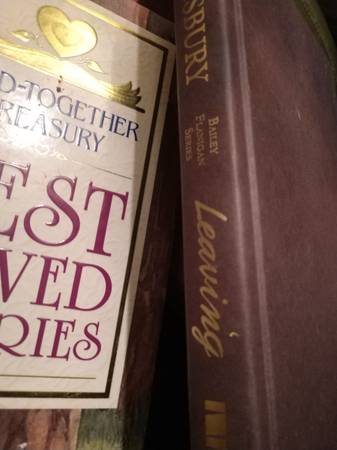 D-TOGETHER
REASURY
EST
VED
RIES
SBURY
BAILEY
FLANIGAN
SERIES
Leaving